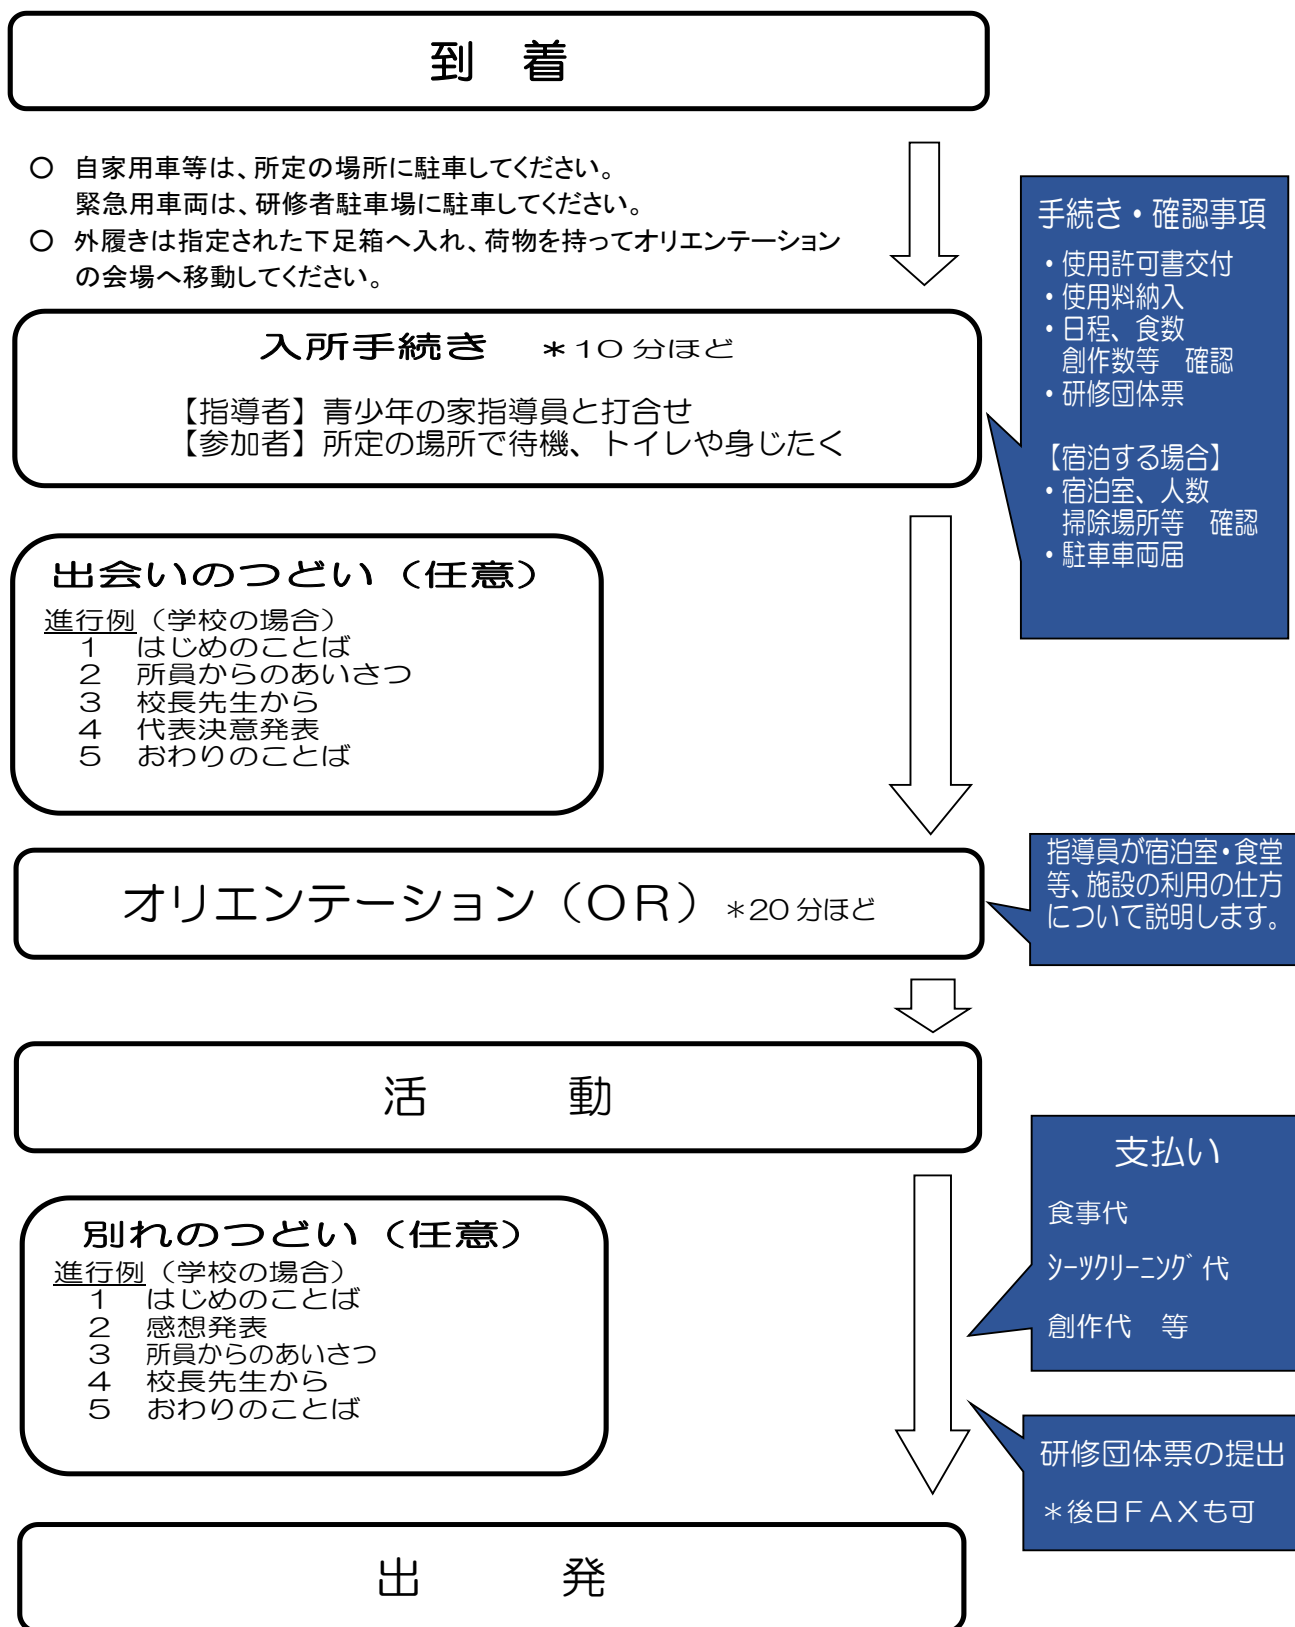 到　着
○　自家用車等は、所定の場所に駐車してください。
緊急用車両は、研修者駐車場に駐車してください。
○　外履きは指定された下足箱へ入れ、荷物を持ってオリエンテーション
の会場へ移動してください。
手続き・確認事項
・使用許可書交付
・使用料納入
・日程、食数
創作数等　確認
・研修団体票
【宿泊する場合】
・宿泊室、人数
掃除場所等　確認
・駐車車両届
入所手続き　＊10分ほど
【指導者】青少年の家指導員と打合せ
【参加者】所定の場所で待機、トイレや身じたく
出会いのつどい（任意）
進行例（学校の場合）
１　はじめのことば
２　所員からのあいさつ
３　校長先生から
４　代表決意発表
５　おわりのことば
オリエンテーション（ＯＲ）＊20分ほど
指導員が宿泊室・食堂
等、施設の利用の仕方
について説明します。
活　　動
支払い
食事代
ｼｰﾂｸﾘｰﾆﾝｸﾞ代
創作代　等
別れのつどい（任意）
進行例（学校の場合）
１　はじめのことば
２　感想発表
３　所員からのあいさつ
４　校長先生から
５　おわりのことば
研修団体票の提出
＊後日ＦＡＸも可
出　　発